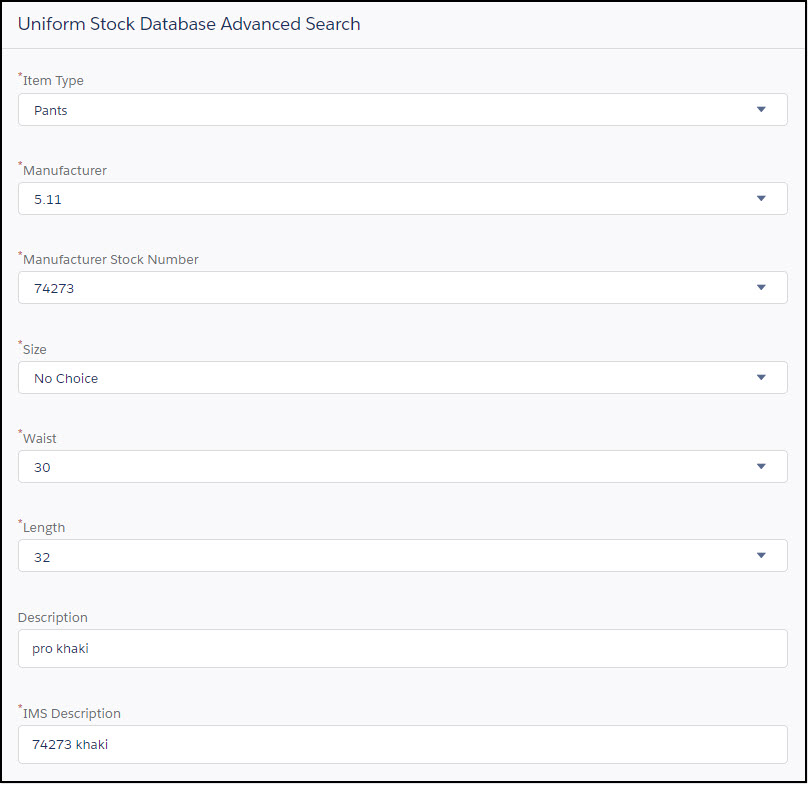 Uniform Stock Database Advanced Search
*Item Type
Pants
*Manufacturer
5.11
*Manufacturer Stock Number
74273
*Size
No Choice
*Waist
30
*Length
32
Description
pro khaki
*IMS Description
74273 khaki